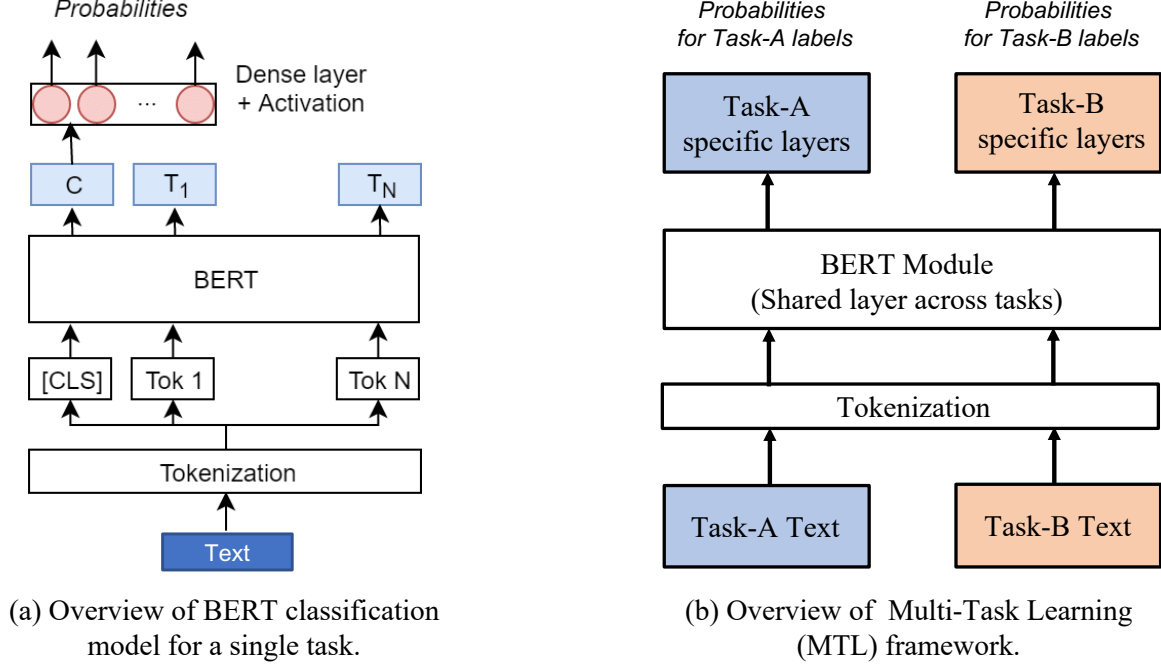 Probabilities
Dense layer
+ Activation
...
C
T1
TN
BERT
[CLS]
Tok 1
Tok N
Tokenization
Text
(a) Overview of BERT classification
model for a single task.
Probabilities
for Task-A labels
Probabilities
for Task-B labels
Task-A
specific layers
Task-B
specific layers
BERT Module
(Shared layer across tasks)
Tokenization
Task-A Text
Task-B Text
(b) Overview of Multi-Task Learning
(MTL) framework.